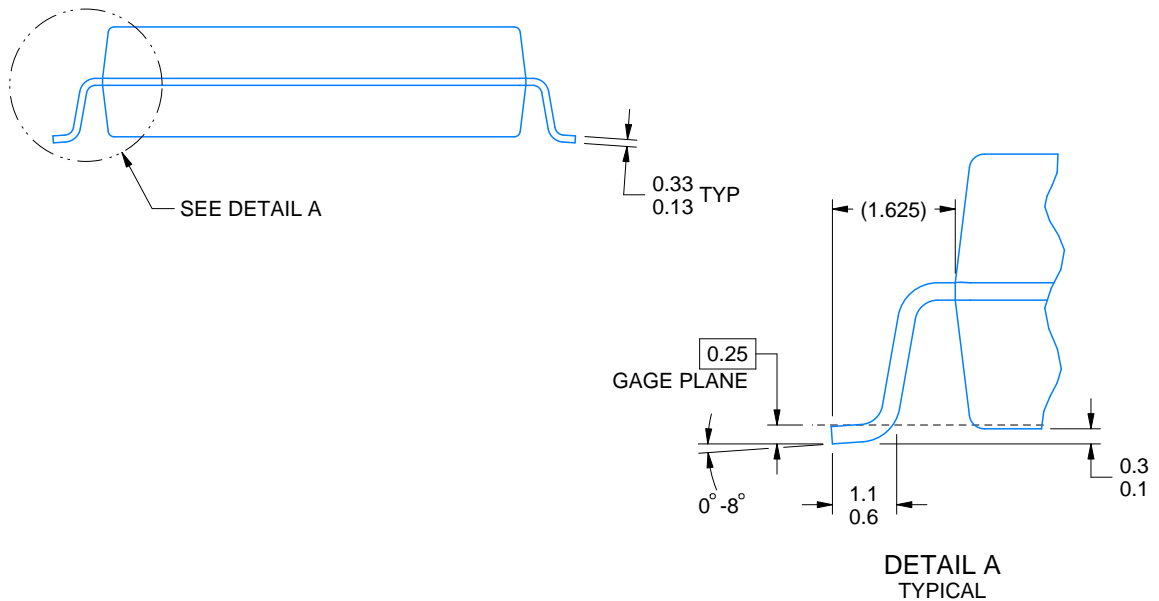 0.33
0.13
TYP
SEE DETAIL A
(1.625)
0.25
GAGE PLANE
0°-8°
1.1
0.6
0.3
0.1
DETAIL A
TYPICAL